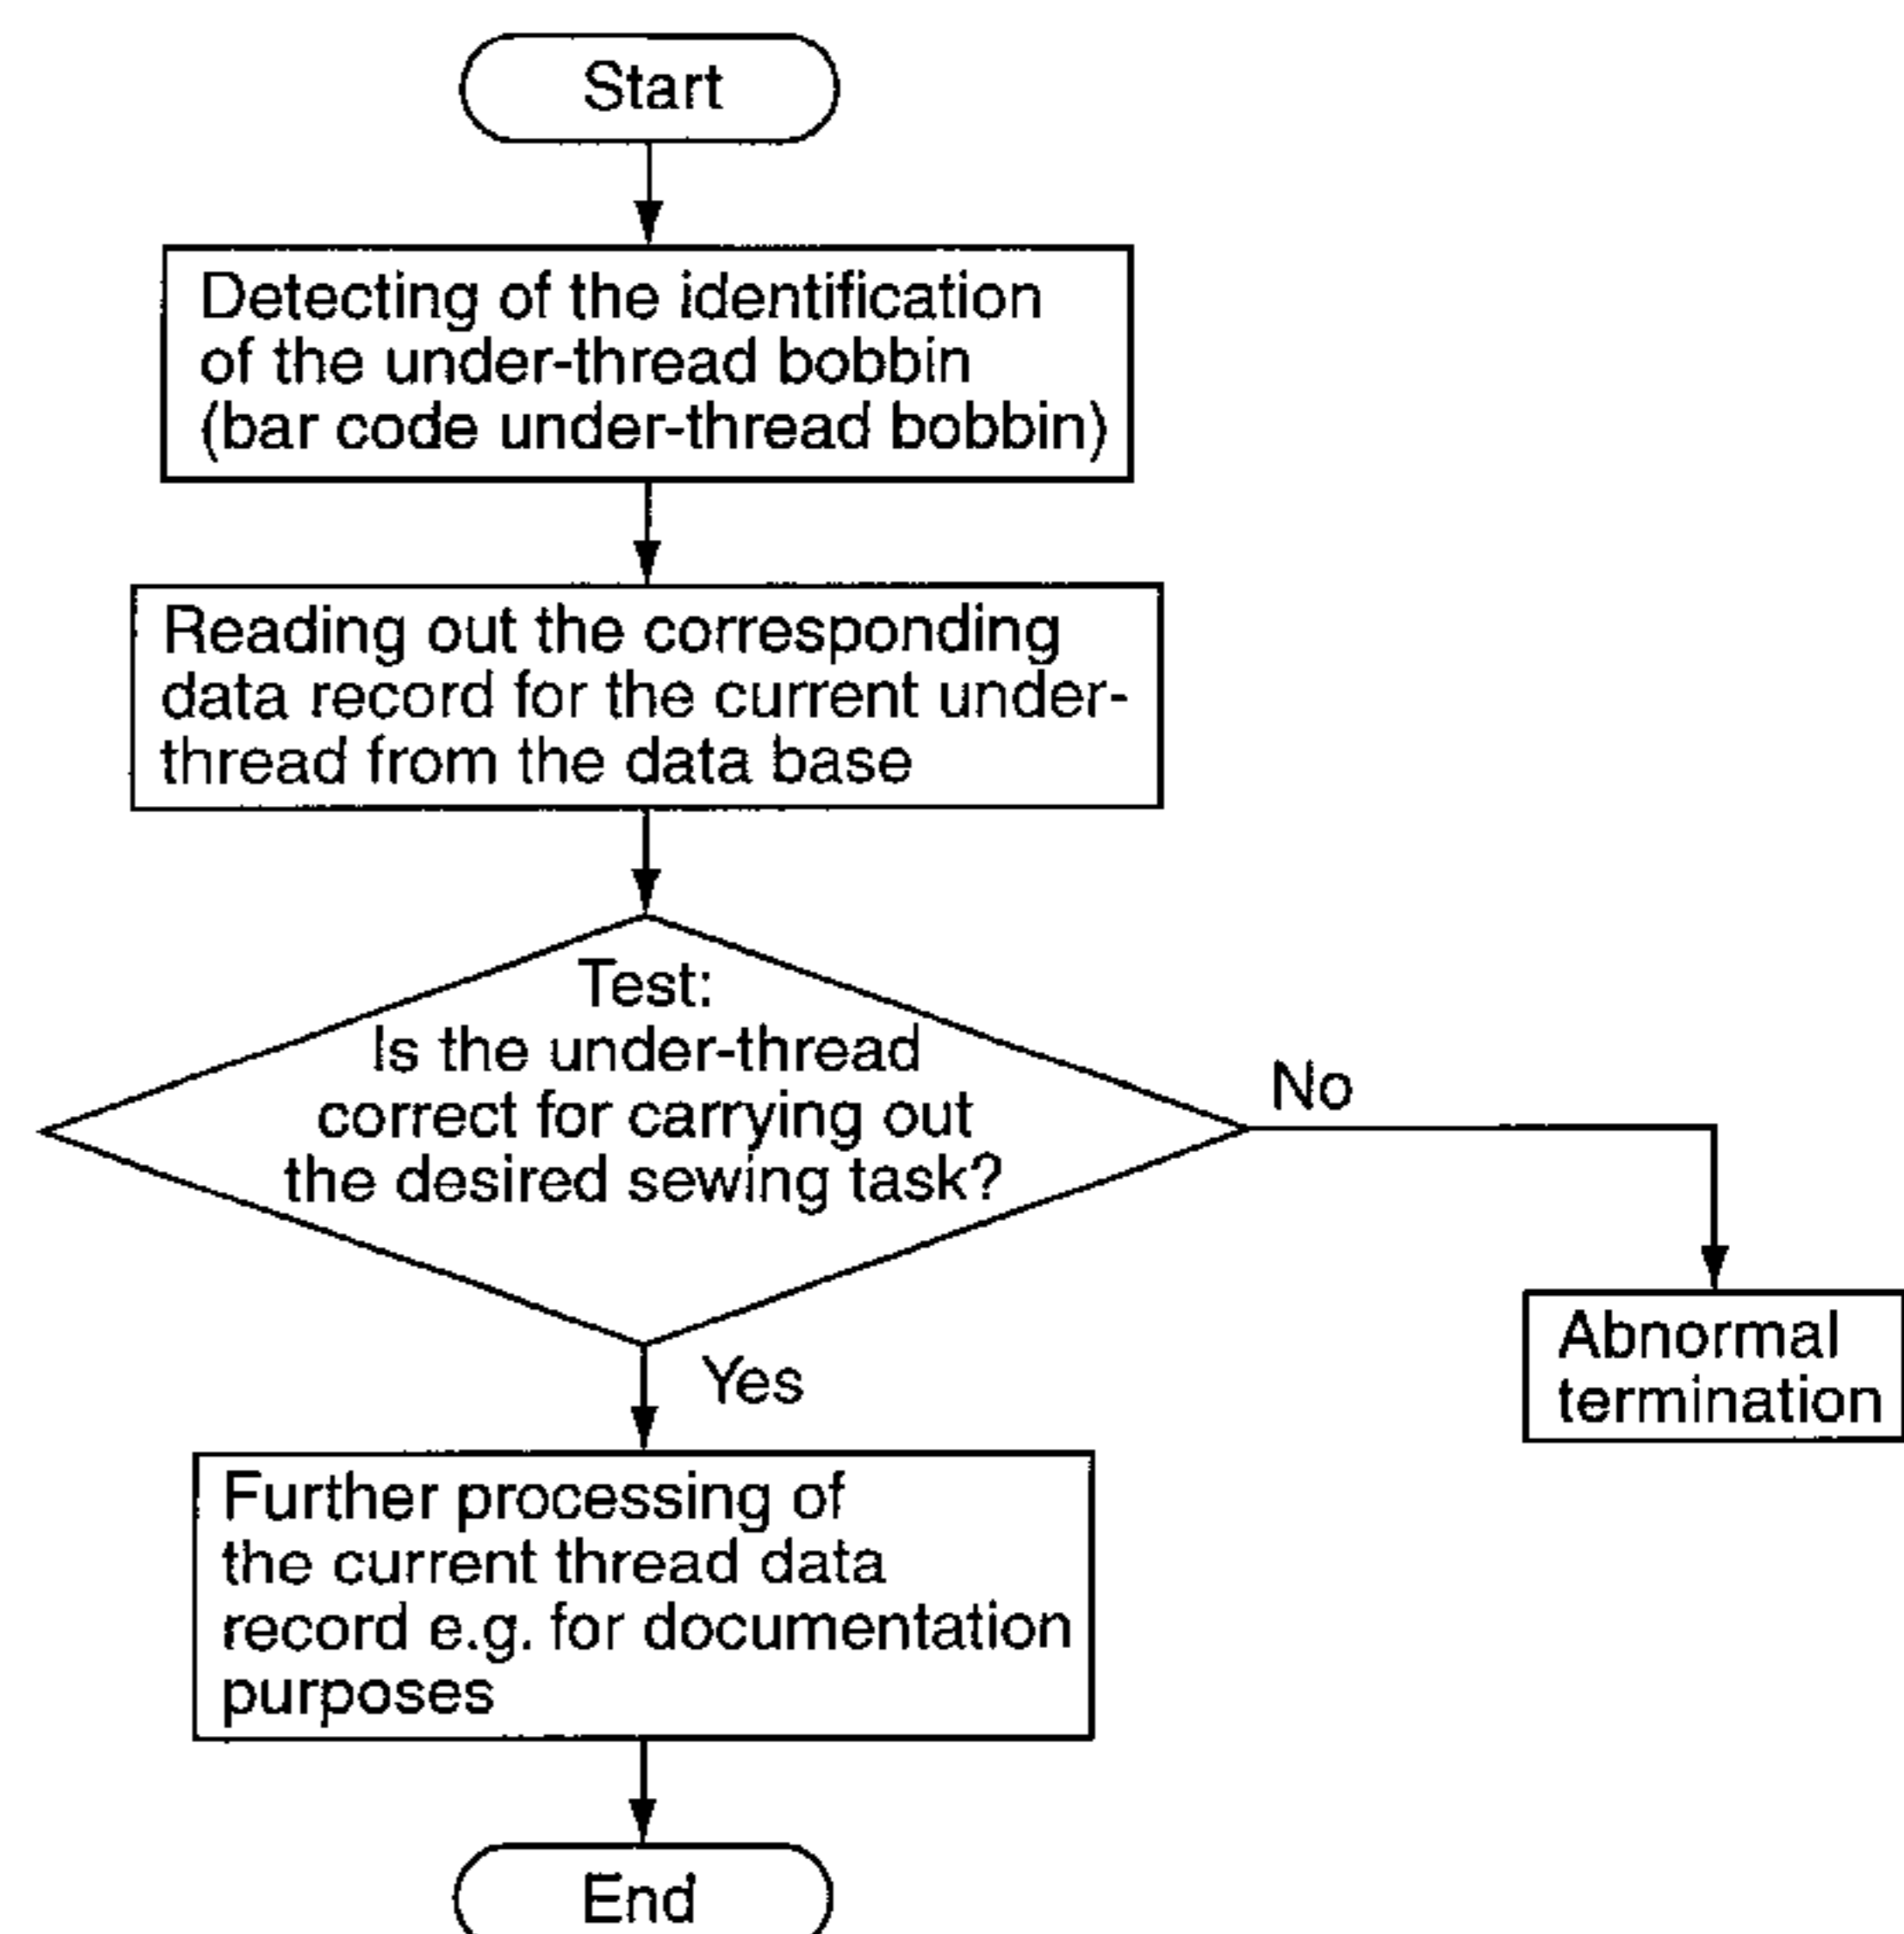 Start
Detecting of the identification
of the under-thread bobbin
(bar code under-thread bobbin)
Reading out the corresponding
data record for the current under-
thread from the data base
Test:
Is the under-thread
correct for carrying out
the desired sewing task?
No
Abnormal
termination
Yes
Further processing of
the current thread data
record e.g. for documentation
purposes
End